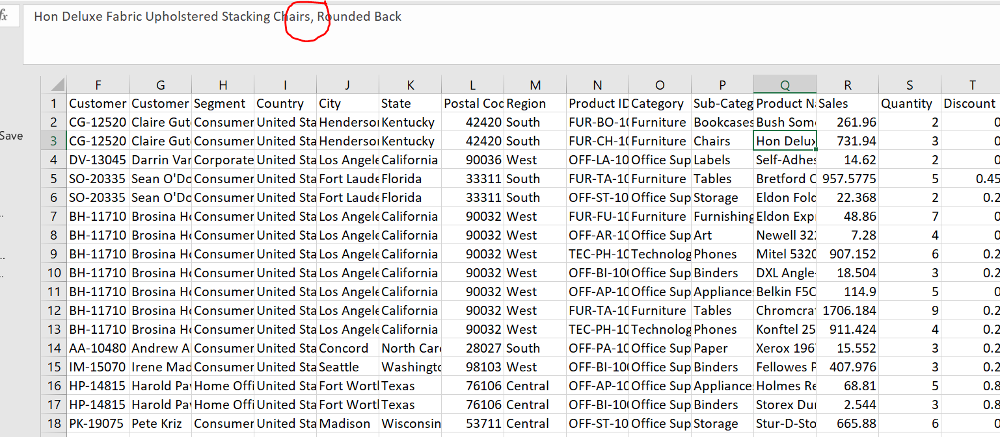 fx Hon Deluxe Fabric Upholstered Stacking Chairs, Rounded Back
F G H I J K L M N O P Q R S T
1 Customer Customer Segment Country City State Postal Coc Region Product ID Category Sub-Categ Product Na Sales Quantity Discount
2 CG-12520 Claire Gut Consumer United Sta Henderson Kentucky 42420 South FUR-BO-10 Furniture Bookcases Bush Som 261.96 2 0
Save
3 CG-12520 Claire Gut Consumer United Sta Henderson Kentucky 42420 South FUR-CH-10 Furniture Chairs Hon Delux 731.94 3 0
4 DV-13045 Darrin Van Corporate United Sta Los Angele California 90036 West OFF-LA-10 Office Sup Labels Self-Adhes 14.62 2 0
5 SO-20335 Sean O'Do Consumer United Sta Fort Laude Florida 33311 South FUR-TA-10 Furniture Tables Bretford C 957.5775 5 0.45
6 SO-20335 Sean O'Do Consumer United Sta Fort Laude Florida 33311 South OFF-ST-10 Office Sup Storage Eldon Fold 22.368 2 0.2
7 BH-11710 Brosina Ho Consumer United Sta Los Angele California 90032 West FUR-FU-10 Furniture Furnishing Eldon Exp 48.86 7 0
8 BH-11710 Brosina Ho Consumer United Sta Los Angele California 90032 West OFF-AR-10 Office Sup Art Newell 322 7.28 4 0
9 BH-11710 Brosina Ho Consumer United Sta Los Angele California 90032 West TEC-PH-10 Technolog Phones Mitel 5320 907.152 6 0.2
10 BH-11710 Brosina Ho Consumer United Sta Los Angele California 90032 West OFF-BI-100 Office Sup Binders DXL Angle- 18.504 3 0.2
11 BH-11710 Brosina Ho Consumer United Sta Los Angele California 90032 West OFF-AP-10 Office Sup Appliance Belkin F5C 114.9 5 0
12 BH-11710 Brosina Ho Consumer United Sta Los Angele California 90032 West FUR-TA-10 Furniture Tables Chromcra 1706.184 9 0.2
13 BH-11710 Brosina Ho Consumer United Sta Los Angele California 90032 West TEC-PH-10 Technolog Phones Konftel 25 911.424 4 0.2
14 AA-10480 Andrew Al Consumer United Sta Concord North Car 28027 South OFF-PA-10 Office Sup Paper Xerox 196 15.552 3 0.2
15 IM-15070 Irene Mad Consumer United Sta Seattle Washingto 98103 West OFF-BI-100 Office Sup Binders Fellowes P 407.976 3 0.2
16 HP-14815 Harold Pav Home Offi United Sta Fort Wort Texas 76106 Central OFF-AP-10 Office Sup Appliance Holmes Re 68.81 5 0.8
17 HP-14815 Harold Pav Home Offi United Sta Fort Wort Texas 76106 Central OFF-BI-100 Office Sup Binders Storex Du 2.544 3 0.8
18 PK-19075 Pete Kriz Consumer United Sta Madison Wisconsin 53711 Central OFF-ST-10 Office Sup Storage Stur-D-Sto 665.88 6 0